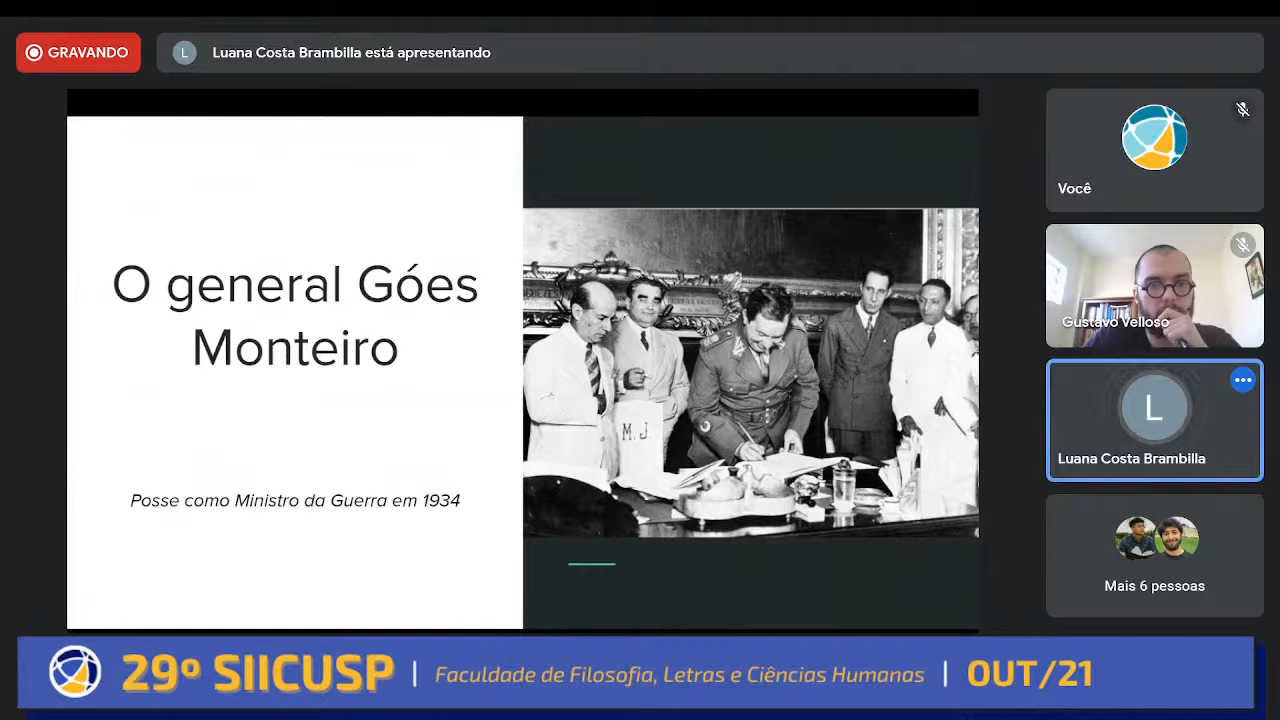 GRAVANDO
L
Luana Costa Brambilla está apresentando
O general Góes
Monteiro
Posse como Ministro da Guerra em 1934
M.J.
Você
Gustavo Velloso
L
Luana Costa Brambilla
Mais 6 pessoas
29º SIICUSP | Faculdade de Filosofia, Letras e Ciências Humanas | OUT/21